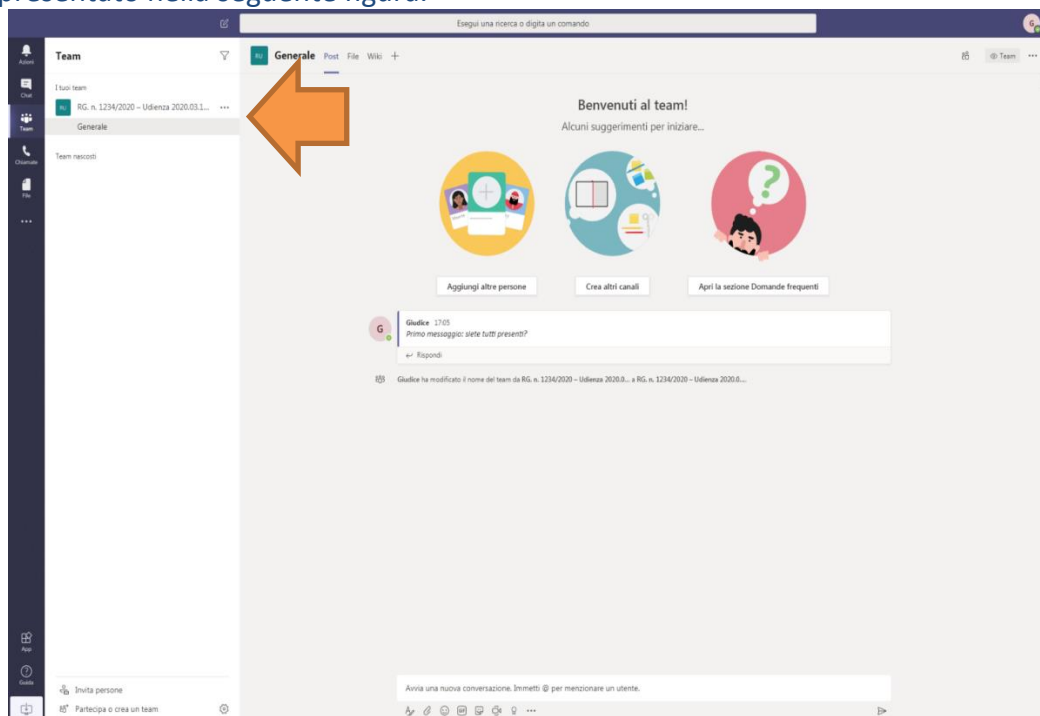 presentato nella seguente figura:
Esegui una ricerca o digita un comando
G
Azioni
Chat
Team
Chiamate
File
Team
I tuoi team
RU RG. n. 1234/2020 – Udienza 2020.03.1... ...
Generale
Team nascosti
RU Generale Post File Wiki +
Team ...
Benvenuti al team!
Alcuni suggerimenti per iniziare...
Aggiungi altre persone
Crea altri canali
Apri la sezione Domande frequenti
G
Giudice 17:05
Primo messaggio: siete tutti presenti?
Rispondi
Giudice ha modificato il nome del team da RG. n. 1234/2020 – Udienza 2020.0... a RG. n. 1234/2020 – Udienza 2020.0....
App
Guida
Invita persone
Partecipa o crea un team
Avvia una nuova conversazione. Immetti @ per menzionare un utente.
GIF